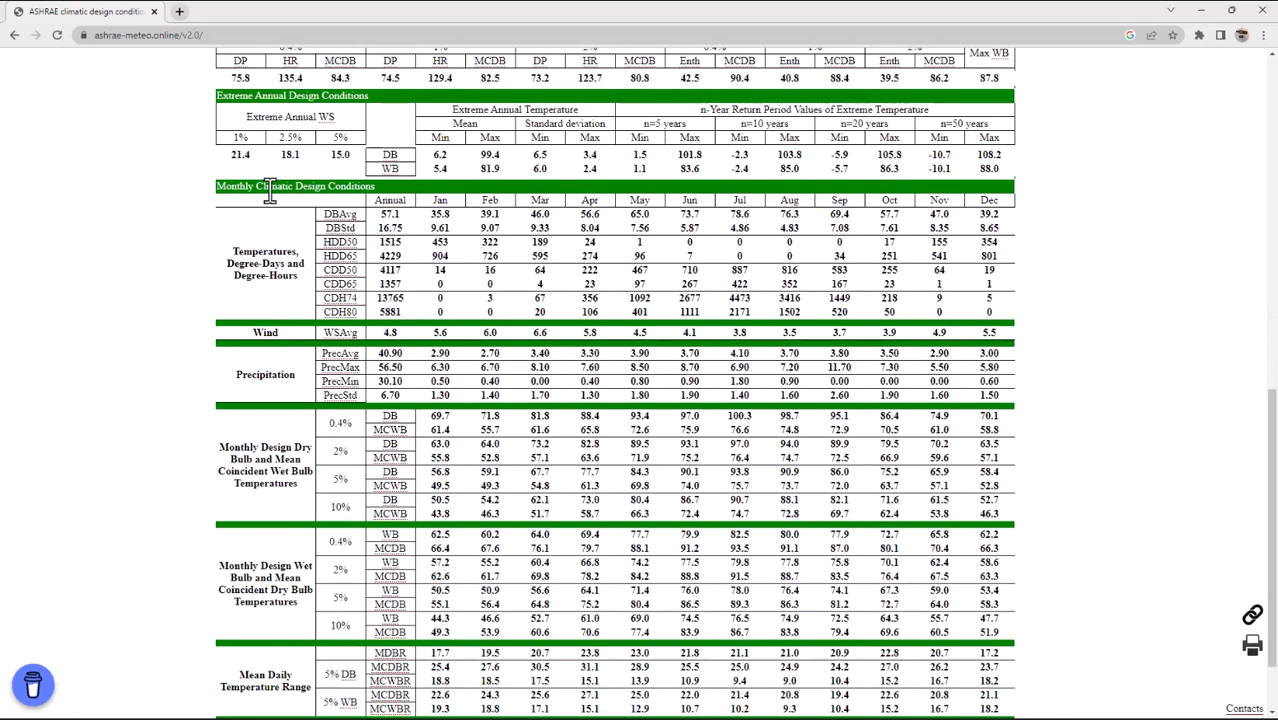 ASHRAE climatic design condition
ashrae-meteo.online/v2.0/
Max WB
DP HR MCDB DP HR MCDB DP HR MCDB MCDB Enth MCDB Enth MCDB Enth MCDB
75.8 135.4 84.3 74.5 129.4 82.5 73.2 123.7 80.8 42.5 90.4 40.8 88.4 39.5 86.2 87.8
Extreme Annual Design Conditions
Extreme Annual WS Extreme Annual Temperature n-Year Return Period Values of Extreme Temperature
Mean Standard deviation n=5 years n=10 years n=20 years n=50 years
1% 2.5% 5% Min Max Min Max Min Max Min Max Min Max Min Max
21.4 18.1 15.0 DB 6.2 99.4 6.5 3.4 1.5 101.8 -2.3 103.8 -5.9 105.8 -10.7 108.2
WB 5.4 81.9 6.0 2.4 1.1 83.6 -2.4 85.0 -5.7 86.3 -10.1 88.0
Monthly Climatic Design Conditions
Annual Jan Feb Mar Apr May Jun Jul Aug Sep Oct Nov Dec
Temperatures, Degree-Days and Degree-Hours
DBAvg 57.1 35.8 39.1 46.0 56.6 65.0 73.7 78.6 76.3 69.4 57.7 47.0 39.2
DBStd 16.75 9.61 9.07 9.33 8.04 7.56 5.87 4.86 4.83 7.08 7.61 8.35 8.65
HDD50 1515 453 322 189 24 1 0 0 0 0 17 155 354
HDD65 4229 904 726 595 274 96 7 0 0 34 251 541 801
CDD50 4117 14 16 64 222 467 710 887 816 583 255 64 19
CDD65 1357 0 0 4 23 97 267 422 352 167 23 1 1
CDH74 13765 0 3 67 356 1092 2677 4473 3416 1449 218 9 5
CDH80 5881 0 0 20 106 401 1111 2171 1502 520 50 0 0
Wind WSAvg 4.8 5.6 6.0 6.6 5.8 4.5 4.1 3.8 3.5 3.7 3.9 4.9 5.5
Precipitation
PrecAvg 40.90 2.90 2.70 3.40 3.30 3.90 3.70 4.10 3.70 3.80 3.50 2.90 3.00
PrecMax 56.50 6.30 6.70 8.10 7.60 8.50 8.70 6.90 7.20 11.70 7.30 5.50 5.80
PrecMin 30.10 0.50 0.40 0.00 0.40 0.80 0.90 1.80 0.90 0.00 0.00 0.00 0.60
PrecStd 6.70 1.30 1.40 1.70 1.30 1.80 1.90 1.40 1.60 2.60 1.90 1.60 1.50
Monthly Design Dry Bulb and Mean Coincident Wet Bulb Temperatures
0.4% DB 69.7 71.8 81.8 88.4 93.4 97.0 100.3 98.7 95.1 86.4 74.9 70.1
MCWB 61.4 55.7 61.6 65.8 72.6 75.9 76.6 74.8 72.9 70.5 61.0 58.8
2% DB 63.0 64.0 73.2 82.8 89.5 93.1 97.0 94.0 89.9 79.5 70.2 63.5
MCWB 55.8 52.8 57.1 63.6 71.9 75.2 76.4 74.7 72.5 66.9 59.6 57.1
5% DB 56.8 59.1 67.7 77.7 84.3 90.1 93.8 90.9 86.0 75.2 65.9 58.4
MCWB 49.5 49.3 54.8 61.3 69.8 74.0 75.7 73.7 72.0 63.7 57.1 52.8
10% DB 50.5 54.2 62.1 73.0 80.4 86.7 90.7 88.1 82.1 71.6 61.5 52.7
MCWB 43.8 46.3 51.7 58.7 66.3 72.4 74.7 72.8 69.7 62.4 53.8 46.3
Monthly Design Wet Bulb and Mean Coincident Dry Bulb Temperatures
0.4% WB 62.5 60.2 64.0 69.4 77.7 79.9 82.5 80.0 77.9 72.7 65.8 62.2
MCDB 66.4 67.6 76.1 79.7 88.1 91.2 93.5 91.1 87.0 80.1 70.4 66.3
2% WB 57.2 55.2 60.4 66.8 74.2 77.5 79.8 77.8 75.8 70.1 62.4 58.6
MCDB 62.6 61.7 69.8 78.2 84.2 88.8 91.5 88.7 83.5 76.4 67.5 63.3
5% WB 50.5 50.9 56.6 64.1 71.4 76.0 78.0 76.4 74.1 67.3 59.0 53.4
MCDB 55.1 56.4 64.8 75.2 80.4 86.5 89.3 86.3 81.2 72.7 64.0 58.3
10% WB 44.3 46.6 52.7 61.0 69.0 74.5 76.5 74.8 72.5 64.3 55.7 47.7
MCDB 49.3 53.9 60.6 70.6 77.4 83.9 86.7 83.8 79.4 69.6 60.5 51.9
Mean Daily Temperature Range
MDBR 17.7 19.5 20.7 23.8 23.0 21.8 21.1 21.0 20.9 22.8 20.7 17.2
5% DB MCDBR 25.4 27.6 30.5 31.1 28.9 25.5 25.0 24.9 24.2 27.0 26.2 23.7
MCWBR 18.8 18.5 17.5 15.1 13.9 10.9 9.4 9.0 10.4 15.2 16.7 18.2
5% WB MCDBR 22.6 24.3 25.6 27.1 25.0 22.0 21.4 20.8 19.4 22.6 20.8 21.1
MCWBR 19.3 18.8 17.1 15.1 12.9 10.7 10.2 9.3 10.4 15.2 16.7 18.2
Contacts